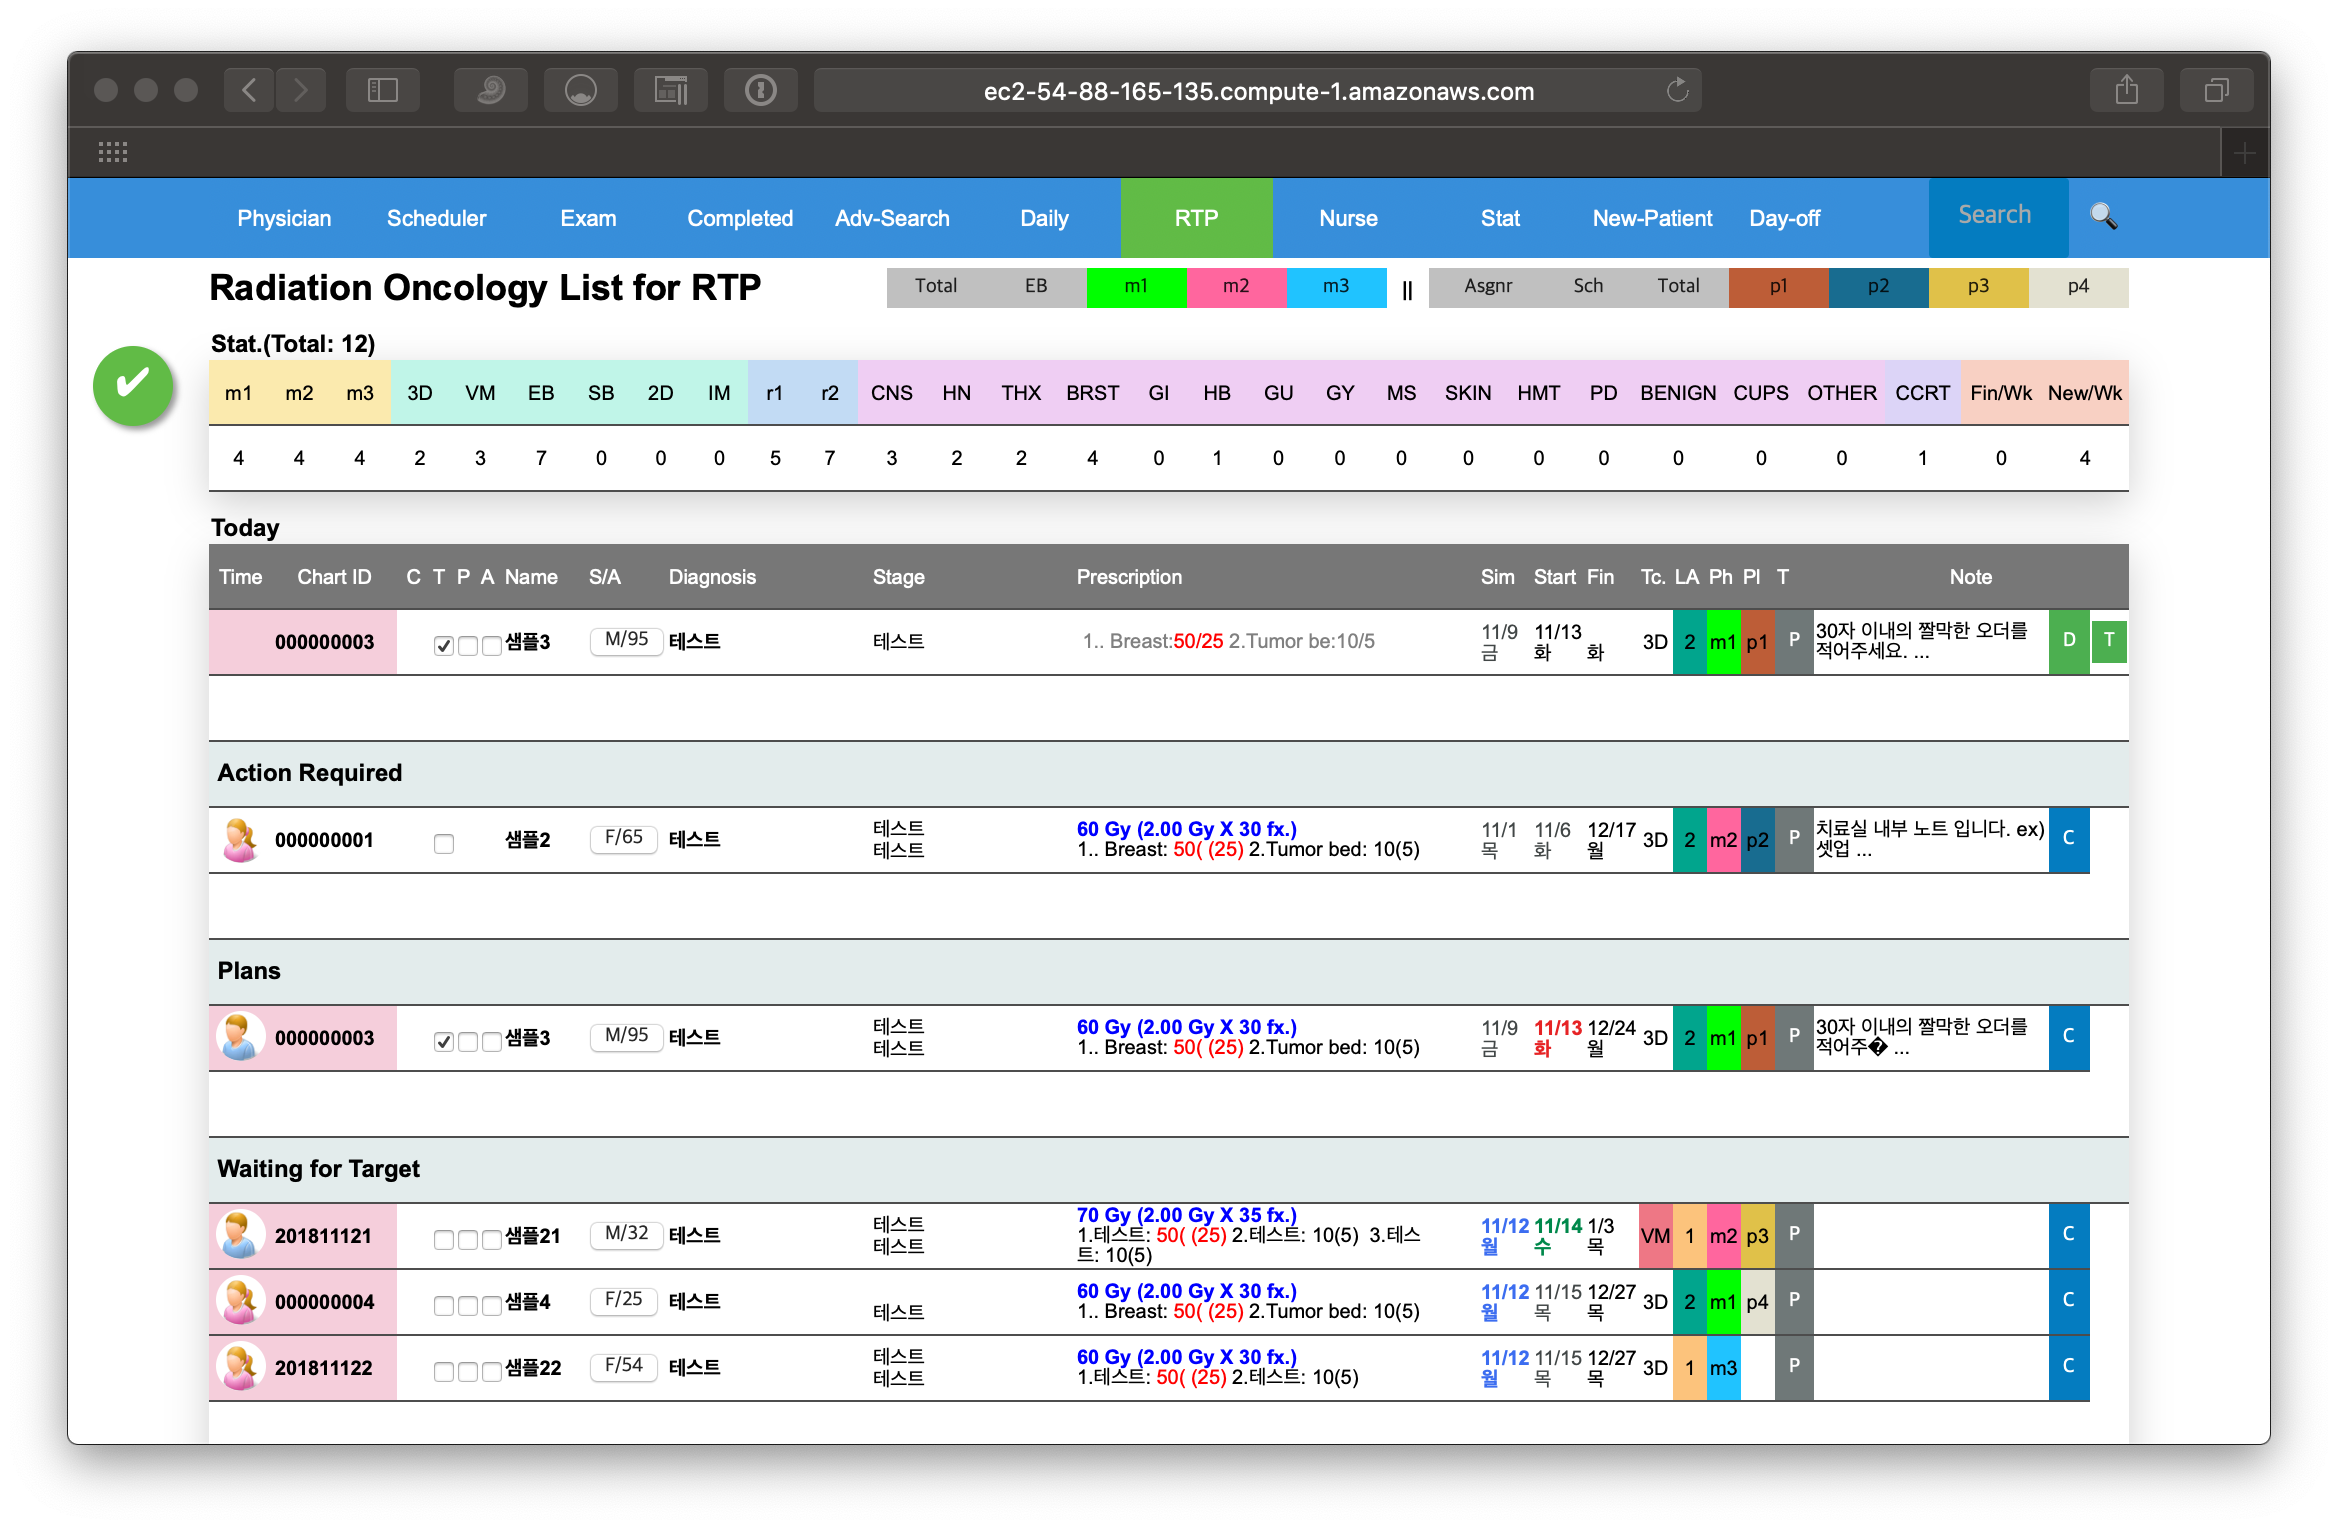 ec2-54-88-165-135.compute-1.amazonaws.com
Physician Scheduler Exam Completed Adv-Search Daily RTP Nurse Stat New-Patient Day-off Search
Radiation Oncology List for RTP
Total EB m1 m2 m3 || Asgnr Sch Total p1 p2 p3 p4
Stat.(Total: 12)
m1 m2 m3 3D VM EB SB 2D IM r1 r2 CNS HN THX BRST GI HB GU GY MS SKIN HMT PD BENIGN CUPS OTHER CCRT Fin/Wk New/Wk
4 4 4 2 3 7 0 0 0 5 7 3 2 2 4 0 1 0 0 0 0 0 0 0 0 0 1 0 4
Today
Time Chart ID C T P A Name S/A Diagnosis Stage Prescription Sim Start Fin Tc. LA Ph Pl T Note
000000003 샘플3 M/95 테스트 테스트 1.. Breast:50/25 2.Tumor be:10/5 11/9 금 11/13 화 화 3D 2 m1 p1 P 30자 이내의 짤막한 오더를 D T
적어주세요. ...
Action Required
000000001 샘플2 F/65 테스트 테스트 60 Gy (2.00 Gy X 30 fx.) 11/1 목 11/6 화 12/17 월 3D 2 m2 p2 P 치료실 내부 노트 입니다. ex) C
테스트 1.. Breast: 50( (25) 2.Tumor bed: 10(5) 셋업 ...
Plans
000000003 샘플3 M/95 테스트 테스트 60 Gy (2.00 Gy X 30 fx.) 11/9 금 11/13 화 12/24 월 3D 2 m1 p1 P 30자 이내의 짤막한 오더를 C
테스트 1.. Breast: 50( (25) 2.Tumor bed: 10(5) 적어주� ...
Waiting for Target
201811121 샘플21 M/32 테스트 테스트 70 Gy (2.00 Gy X 35 fx.) 11/12 월 11/14 수 1/3 목 VM 1 m2 p3 P C
테스트 1.테스트: 50( (25) 2.테스트: 10(5) 3.테스
트: 10(5)
000000004 샘플4 F/25 테스트 60 Gy (2.00 Gy X 30 fx.) 11/12 월 11/15 목 12/27 목 3D 2 m1 p4 P C
테스트 1.. Breast: 50( (25) 2.Tumor bed: 10(5)
201811122 샘플22 F/54 테스트 테스트 60 Gy (2.00 Gy X 30 fx.) 11/12 월 11/15 목 12/27 목 3D 1 m3 P C
테스트 1.테스트: 50( (25) 2.테스트: 10(5)